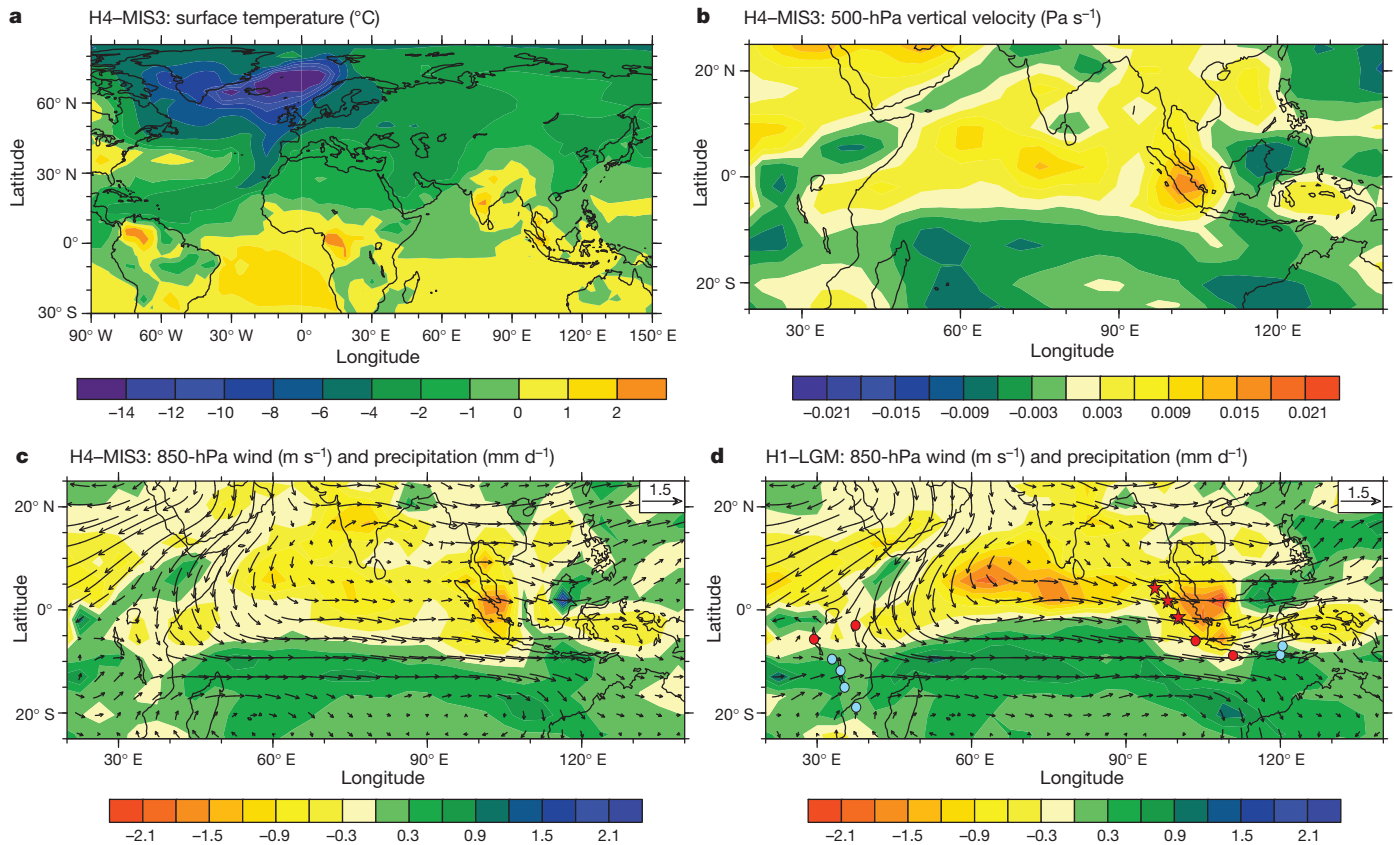 a H4–MIS3: surface temperature (°C)
60° N
30° N
0°
30° S
Latitude
90° W 60° W 30° W 0° 30° E 60° E 90° E 120° E 150° E
Longitude
–14 –12 –10 –8 –6 –4 –2 –1 0 1 2
b H4–MIS3: 500-hPa vertical velocity (Pa s⁻¹)
20° N
0°
20° S
Latitude
30° E 60° E 90° E 120° E
Longitude
–0.021 –0.015 –0.009 –0.003 0.003 0.009 0.015 0.021
c H4–MIS3: 850-hPa wind (m s⁻¹) and precipitation (mm d⁻¹)
1.5
20° N
0°
20° S
Latitude
30° E 60° E 90° E 120° E
Longitude
–2.1 –1.5 –0.9 –0.3 0.3 0.9 1.5 2.1
d H1–LGM: 850-hPa wind (m s⁻¹) and precipitation (mm d⁻¹)
1.5
20° N
0°
20° S
Latitude
30° E 60° E 90° E 120° E
Longitude
–2.1 –1.5 –0.9 –0.3 0.3 0.9 1.5 2.1